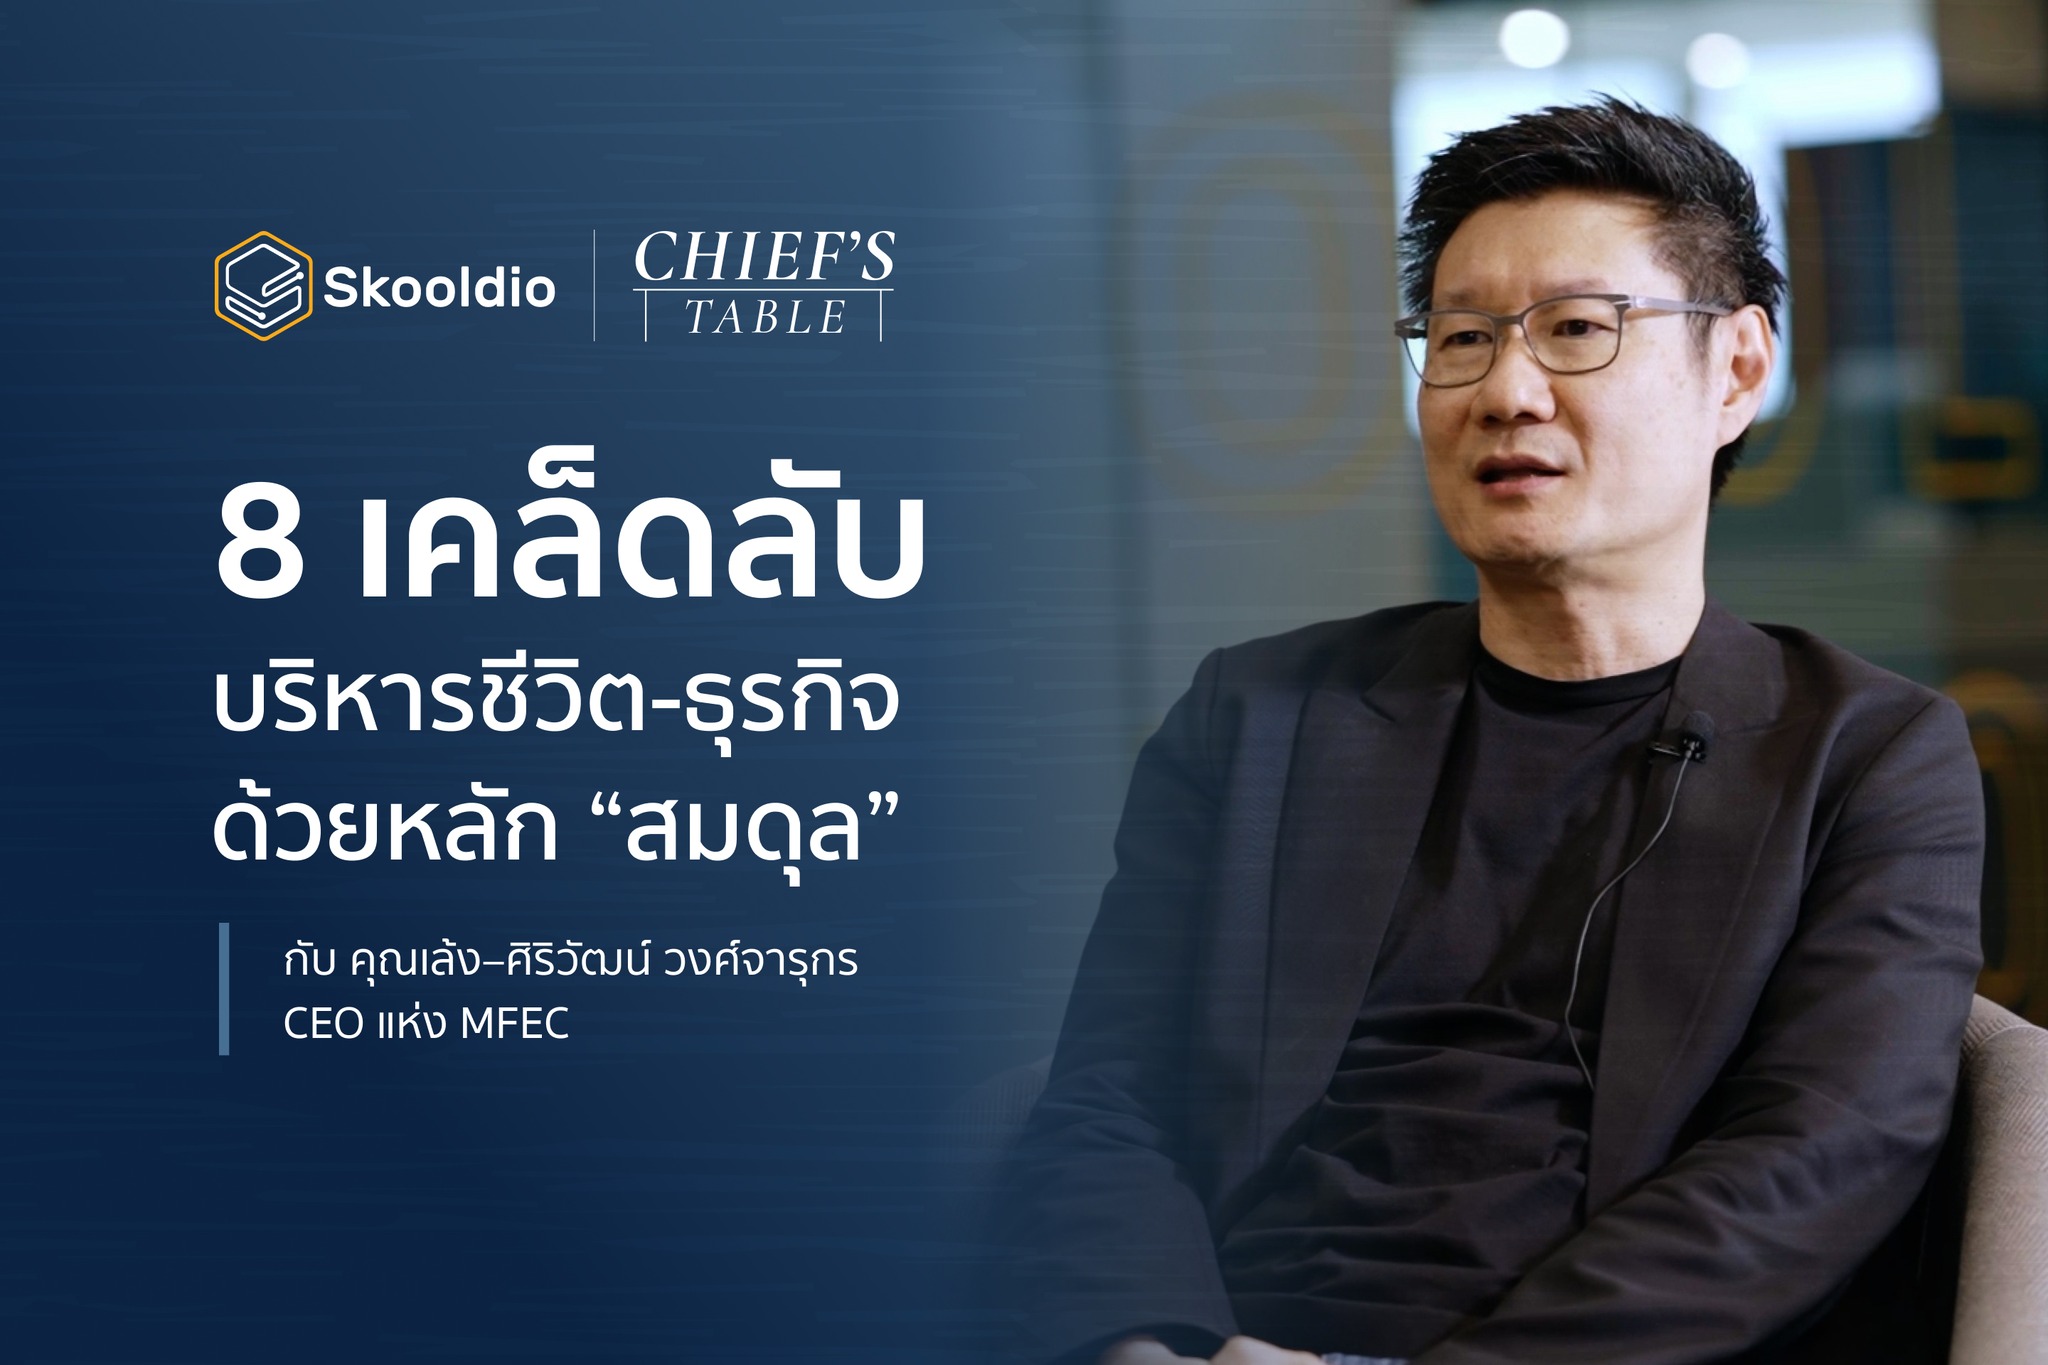 Skooldio
CHIEF'S
TABLE
8 เคล็ดลับ
บริหารชีวิต-ธุรกิจ
ด้วยหลัก “สมดุล”
กับ คุณเล้ง–ศิริวัฒน์ วงศ์จารุกร
CEO แห่ง MFEC